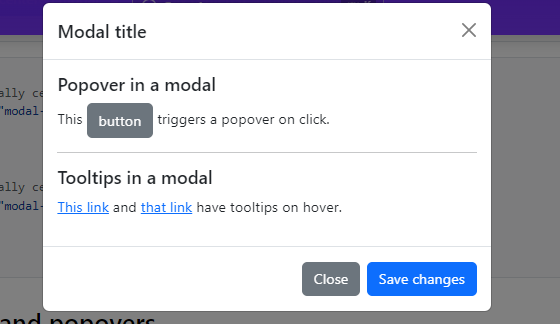 Modal title
ally ce
"modal-
Popover in a modal
This button triggers a popover on click.
Tooltips in a modal
ally ce
"modal-
This link and that link have tooltips on hover.
Close Save changes
and popovers